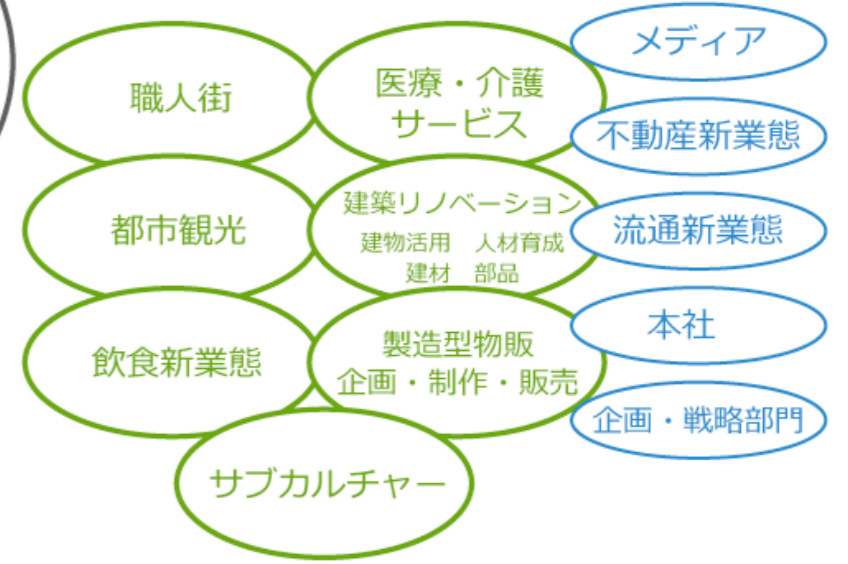 職人街
医療・介護
サービス
都市観光
建築リノベーション
建物活用　人材育成
建材　部品
飲食新業態
製造型物販
企画・制作・販売
サブカルチャー
メディア
不動産新業態
流通新業態
本社
企画・戦略部門